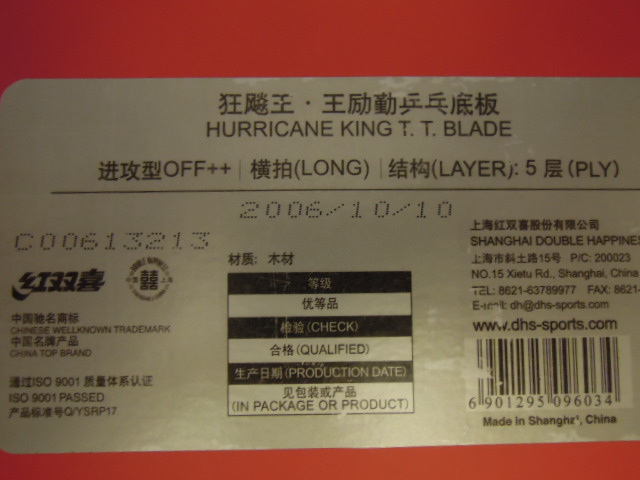 狂飚王·王励勤乒乓底板
HURRICANE KING T. T. BLADE
进攻型OFF++ 横拍(LONG) 结构(LAYER): 5 层(PLY)
2006/10/10
C00613213
红双喜
中国驰名商标
CHINESE WELLKNOWN TRADEMARK
中国名牌产品
CHINA TOP BRAND
通过ISO 9001 质量体系认证
ISO 9001 PASSED
产品标准号Q/YSRP17
材质: 木材
等级
优等品
检验(CHECK)
合格(QUALIFIED)
生产日期(PRODUCTION DATE)
见包装或产品
(IN PACKAGE OR PRODUCT)
上海红双喜股份有限公司
SHANGHAI DOUBLE HAPPINES
上海市斜土路15号 P/C: 200023
NO.15 Xietu Rd., Shanghai, China
TEL: 8621-63789977 FAX: 8621-
E-mail: dh@dhs-sports.com
www.dhs-sports.com
6 901295 096034
Made in Shangh, China